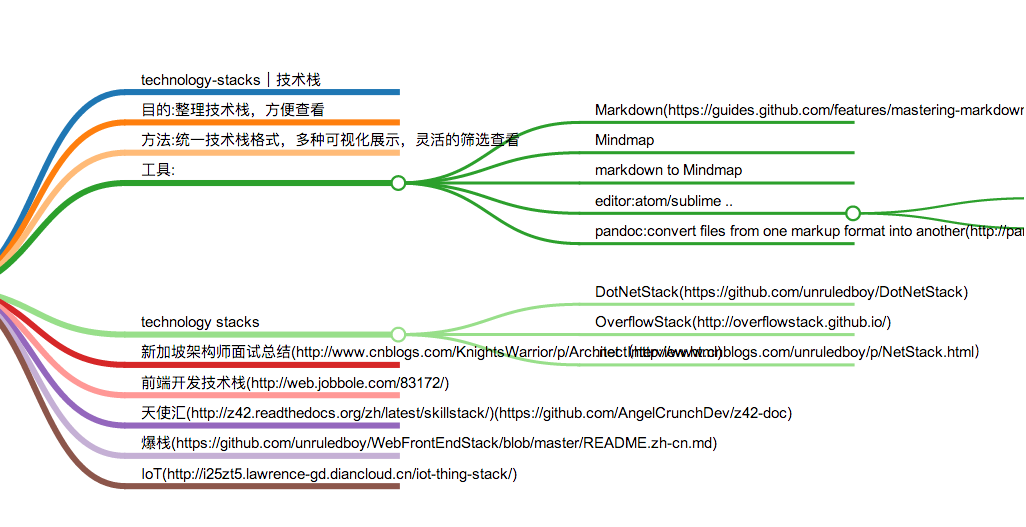 technology-stacks｜技术栈
目的:整理技术栈，方便查看
方法:统一技术栈格式，多种可视化展示，灵活的筛选查看
工具:
Markdown(https://guides.github.com/features/mastering-markdown
Mindmap
markdown to Mindmap
editor:atom/sublime ..
pandoc:convert files from one markup format into another(http://pa
technology stacks
DotNetStack(https://github.com/unruledboy/DotNetStack)
OverflowStack(http://overflowstack.github.io/)
新加坡架构师面试总结(http://www.cnblogs.com/KnightsWarrior/p/
.cnblogs.com/unruledboy/p/NetStack.html）
前端开发技术栈(http://web.jobbole.com/83172/)
天使汇(http://z42.readthedocs.org/zh/latest/skillstack/)(https://github.com/AngelCrunchDev/z42-doc)
爆栈(https://github.com/unruledboy/WebFrontEndStack/blob/master/README.zh-cn.md)
IoT(http://i25zt5.lawrence-gd.diancloud.cn/iot-thing-stack/)